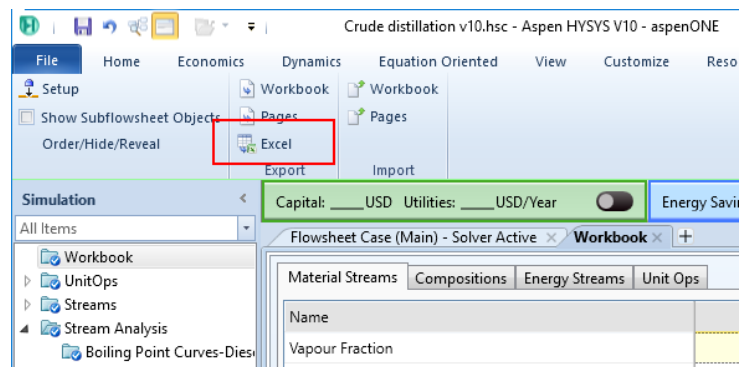 Crude distillation v10.hsc - Aspen HYSYS V10 - aspenONE
File Home Economics Dynamics Equation Oriented View Customize Reso
Setup Workbook Workbook
Show Subflowsheet Objects Pages Pages
Order/Hide/Reveal Excel
Export Import
Simulation < Capital: ____USD Utilities: ____USD/Year Energy Savin
All Items Flowsheet Case (Main) - Solver Active × Workbook × +
Workbook
UnitOps Material Streams Compositions Energy Streams Unit Ops
Streams Name
Stream Analysis Vapour Fraction
Boiling Point Curves-Dies